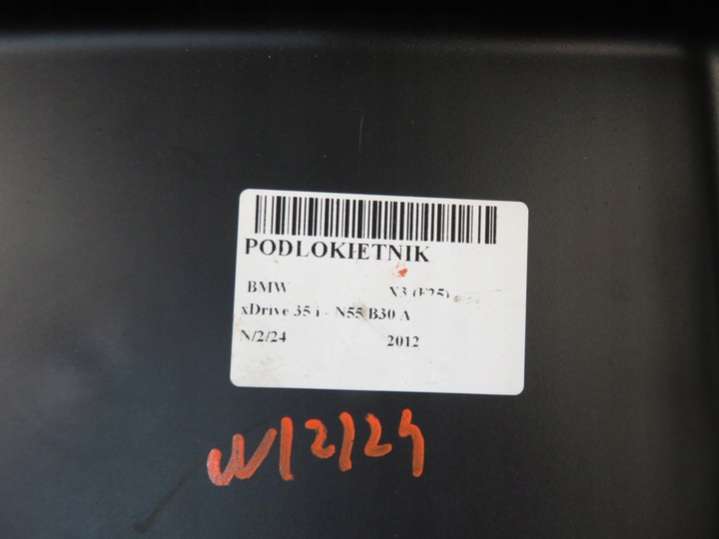 PODLOKIETNIK
BMW X3 (F25)
xDrive 35 i - N55 B30 A
N/2/24 2012
N/2/24